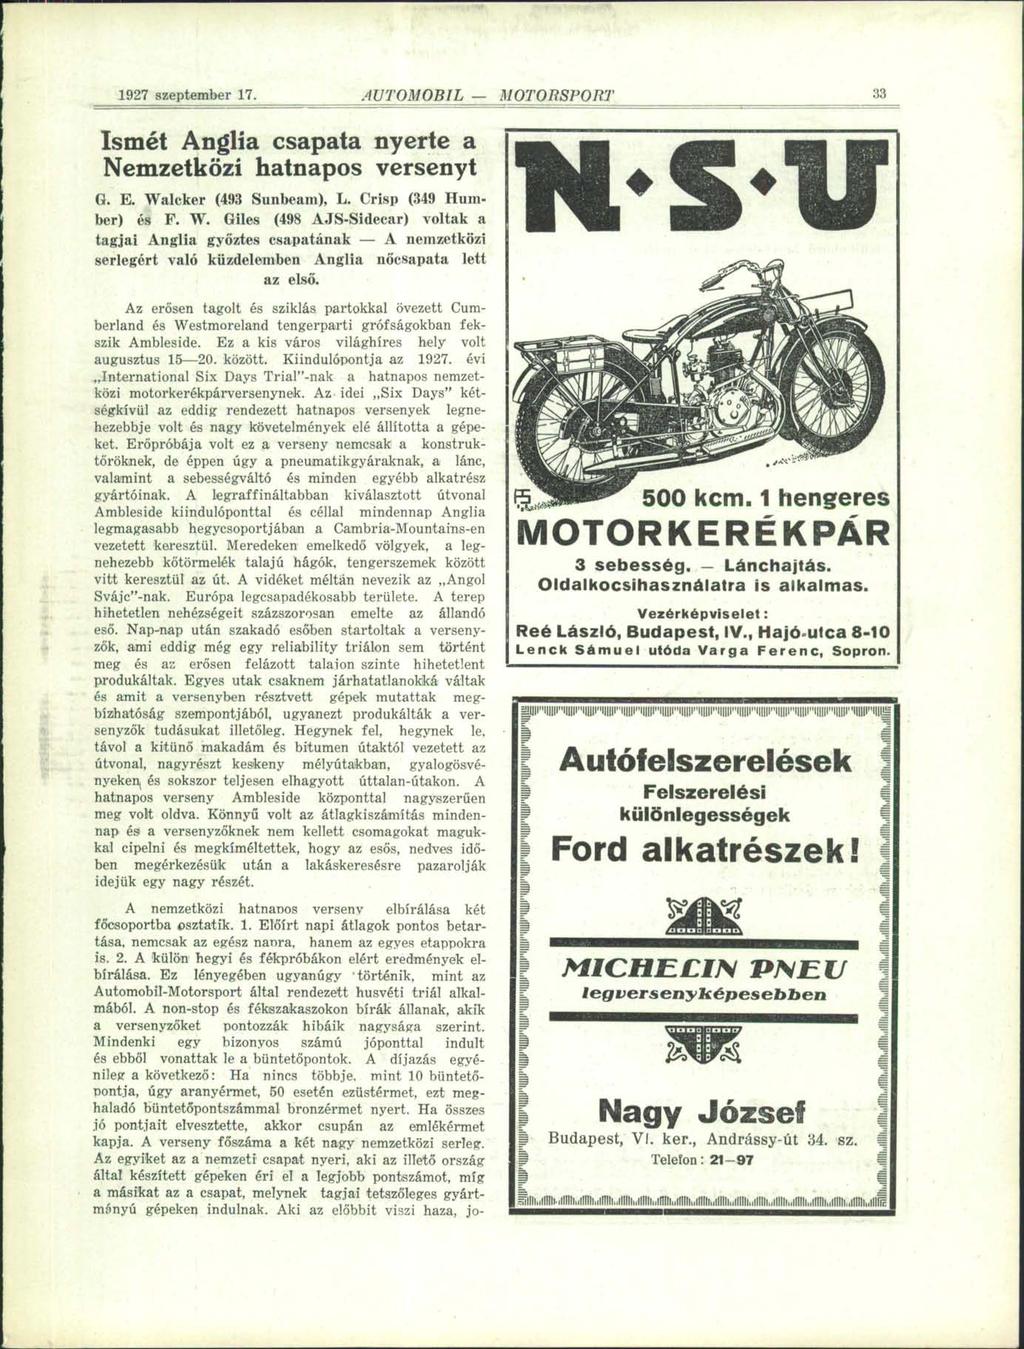 1927 szeptember 17. AUTOMOBIL — MOTORSPORT 33
Ismét Anglia csapata nyerte a
Nemzetközi hatnapos versenyt
G. E. Walcker (493 Sunbeam), L. Crisp (349 Hum-
ber) és F. W. Giles (498 AJS-Sidecar) voltak a
tagjai Anglia győztes csapatának — A nemzetközi
serlegért való küzdelemben Anglia nőcsapata lett
az első.
Az erősen tagolt és sziklás partokkal övezett Cum-
berland és Westmoreland tengerparti grófságokban fek-
szik Ambleside. Ez a kis város világhíres hely volt
augusztus 15—20. között. Kiindulópontja az 1927. évi
„International Six Days Trial”-nak a hatnapos nemzet-
közi motorkerékpárversenynek. Az idei „Six Days” két-
ségkívül az eddig rendezett hatnapos versenyek legne-
hezebbje volt és nagy követelmények elé állította a gépe-
ket. Erőpróbája volt ez a verseny nemcsak a konstruk-
tőröknek, de éppen úgy a pneumatikgyáraknak, a lánc,
valamint a sebességváltó és minden egyébb alkatrész
gyártóinak. A legraffináltabban kiválasztott útvonal
Ambleside kiindulóponttal és céllal mindennap Anglia
legmagasabb hegycsoportjában a Cambria-Mountains-en
vezetett keresztül. Meredeken emelkedő völgyek, a leg-
nehezebb kőtörmelék talajú hágók, tengerszemek között
vitt keresztül az út. A vidéket méltán nevezik az „Angol
Svájc”-nak. Európa legcsapadékosabb területe. A terep
hihetetlen nehézségeit százszorosan emelte az állandó
eső. Nap-nap után szakadó esőben startoltak a verseny-
zők, ami eddig még egy reliability triálon sem történt
meg és az erősen felázott talajon szinte hihetetlent
produkáltak. Egyes utak csaknem járhatatlanokká váltak
és amit a versenyben résztvett gépek mutattak meg-
bízhatóság szempontjából, ugyanezt produkálták a ver-
senyzők tudásukat illetőleg. Hegynek fel, hegynek le,
távol a kitünő makadám és bitumen útaktól vezetett az
útvonal, nagyrészt keskeny mélyútakban, gyalogösvé-
nyeken, és sokszor teljesen elhagyott úttalan-útakon. A
hatnapos verseny Ambleside központtal nagyszerűen
meg volt oldva. Könnyű volt az átlagkiszámítás minden-
nap és a versenyzőknek nem kellett csomagokat maguk-
kal cipelni és megkíméltettek, hogy az esős, nedves idő-
ben megérkezésük után a lakáskeresésre pazarolják
idejük egy nagy részét.
A nemzetközi hatnapos verseny elbírálása két
főcsoportba osztatik. 1. Előírt napi átlagok pontos betar-
tása, nemcsak az egész napra, hanem az egyes etappokra
is. 2. A külön hegyi és fékpróbákon elért eredmények el-
bírálása. Ez lényegében ugyanúgy történik, mint az
Automobil-Motorsport által rendezett husvéti triál alkal-
mából. A non-stop és fékszakaszokon bírák állanak, akik
a versenyzőket pontozzák hibáik nagysága szerint.
Mindenki egy bizonyos számú jóponttal indult
és ebből vonattak le a büntetőpontok. A díjazás egyé-
nileg a következő: Ha nincs többje, mint 10 büntető-
pontja, úgy aranyérmet, 50 esetén ezüstérmet, ezt meg-
haladó büntetőpontszámmal bronzérmet nyert. Ha összes
jó pontjait elvesztette, akkor csupán az emlékérmet
kapja. A verseny főszáma a két nagy nemzetközi serleg.
Az egyiket az a nemzeti csapat nyeri, aki az illető ország
által készített gépeken éri el a legjobb pontszámot, míg
a másikat az a csapat, melynek tagjai tetszőleges gyárt-
mányú gépeken indulnak. Aki az előbbit viszi haza, jo-
N·S·U
500 kcm. 1 hengeres
MOTORKERÉKPÁR
3 sebesség. — Lánchajtás.
Oldalkocsihasználatra is alkalmas.
Vezérképviselet:
Reé László, Budapest, IV., Hajó-utca 8-10
Lenck Sámuel utóda Varga Ferenc, Sopron.
Autófelszerelések
Felszerelési
különlegességek
Ford alkatrészek!
MICHELIN PNEU
legversenyképesebben
Nagy József
Budapest, VI. ker., Andrássy-út 34. sz.
Telefon: 21—97